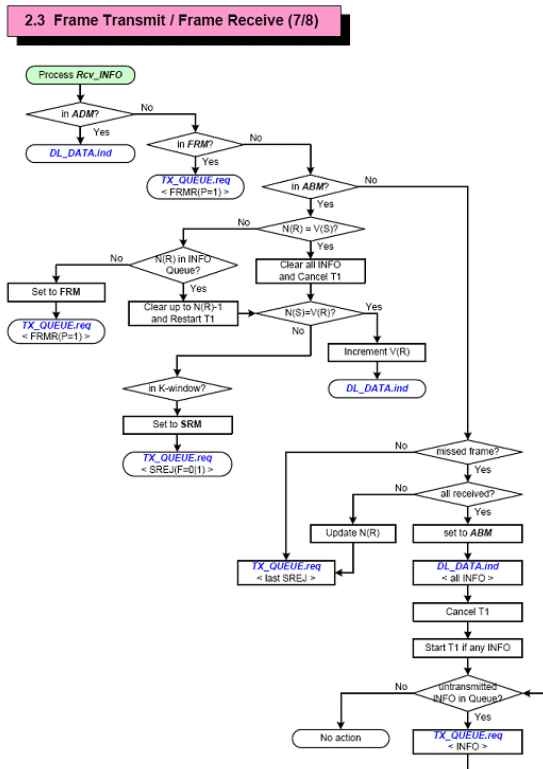 2.3 Frame Transmit / Frame Receive (7/8)
Process Rcv_INFO
in ADM?
No
Yes
DL_DATA.ind
in FRM?
No
Yes
TX_QUEUE.req
< FRMR(P=1) >
in ABM?
No
Yes
N(R) = V(S)?
No
Yes
N(R) in INFO
Queue?
No
Yes
Clear all INFO
and Cancel T1
Set to FRM
TX_QUEUE.req
< FRMR(P=1) >
Clear up to N(R)-1
and Restart T1
N(S)=V(R)?
Yes
No
Increment V(R)
DL_DATA.ind
in K-window?
Set to SRM
TX_QUEUE.req
< SREJ(F=0|1) >
missed frame?
No
Yes
all received?
No
Yes
Update N(R)
set to ABM
TX_QUEUE.req
< last SREJ >
DL_DATA.ind
< all INFO >
Cancel T1
Start T1 if any INFO
untransmitted
INFO in Queue?
No
Yes
No action
TX_QUEUE.req
< INFO >